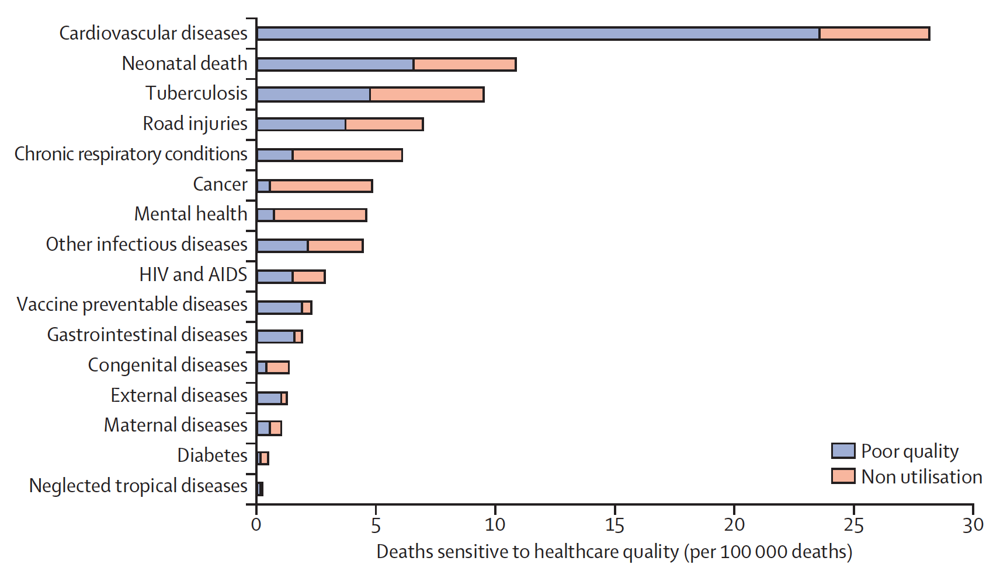 Cardiovascular diseases
Neonatal death
Tuberculosis
Road injuries
Chronic respiratory conditions
Cancer
Mental health
Other infectious diseases
HIV and AIDS
Vaccine preventable diseases
Gastrointestinal diseases
Congenital diseases
External diseases
Maternal diseases
Diabetes
Neglected tropical diseases
Poor quality
Non utilisation
0 5 10 15 20 25 30
Deaths sensitive to healthcare quality (per 100 000 deaths)